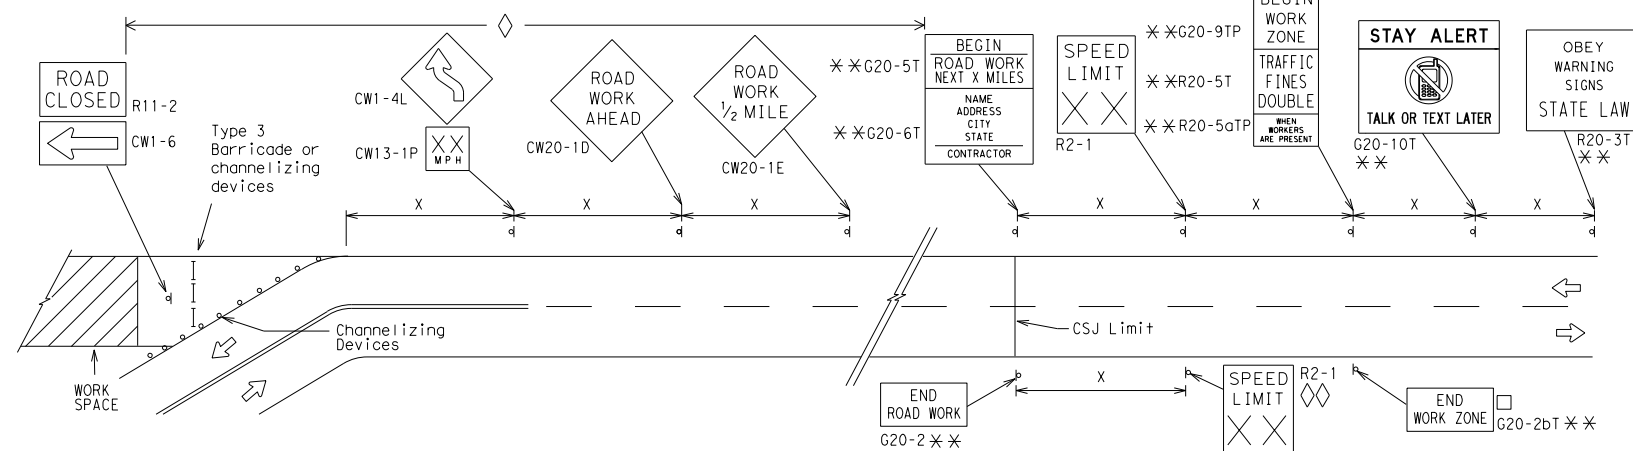 ROAD
CLOSED
R11-2
CW1-6
Type 3
Barricade or
channelizing
devices
CW1-4L
XX
MPH
CW13-1P
ROAD
WORK
AHEAD
CW20-1D
ROAD
WORK
1/2 MILE
CW20-1E
**G20-5T
BEGIN
ROAD WORK
NEXT X MILES
**G20-6T
NAME
ADDRESS
CITY
STATE
CONTRACTOR
SPEED
LIMIT
XX
R2-1
**G20-9TP
BEGIN
WORK
ZONE
**R20-5T
TRAFFIC
FINES
DOUBLE
**R20-5aTP
WHEN
WORKERS
ARE PRESENT
STAY ALERT
TALK OR TEXT LATER
G20-10T
**
OBEY
WARNING
SIGNS
STATE LAW
R20-3T
**
X
X
X
X
X
X
X
Channelizing
Devices
CSJ Limit
WORK
SPACE
END
ROAD WORK
G20-2**
X
SPEED
LIMIT
XX
R2-1
END
WORK ZONE
G20-2bT**